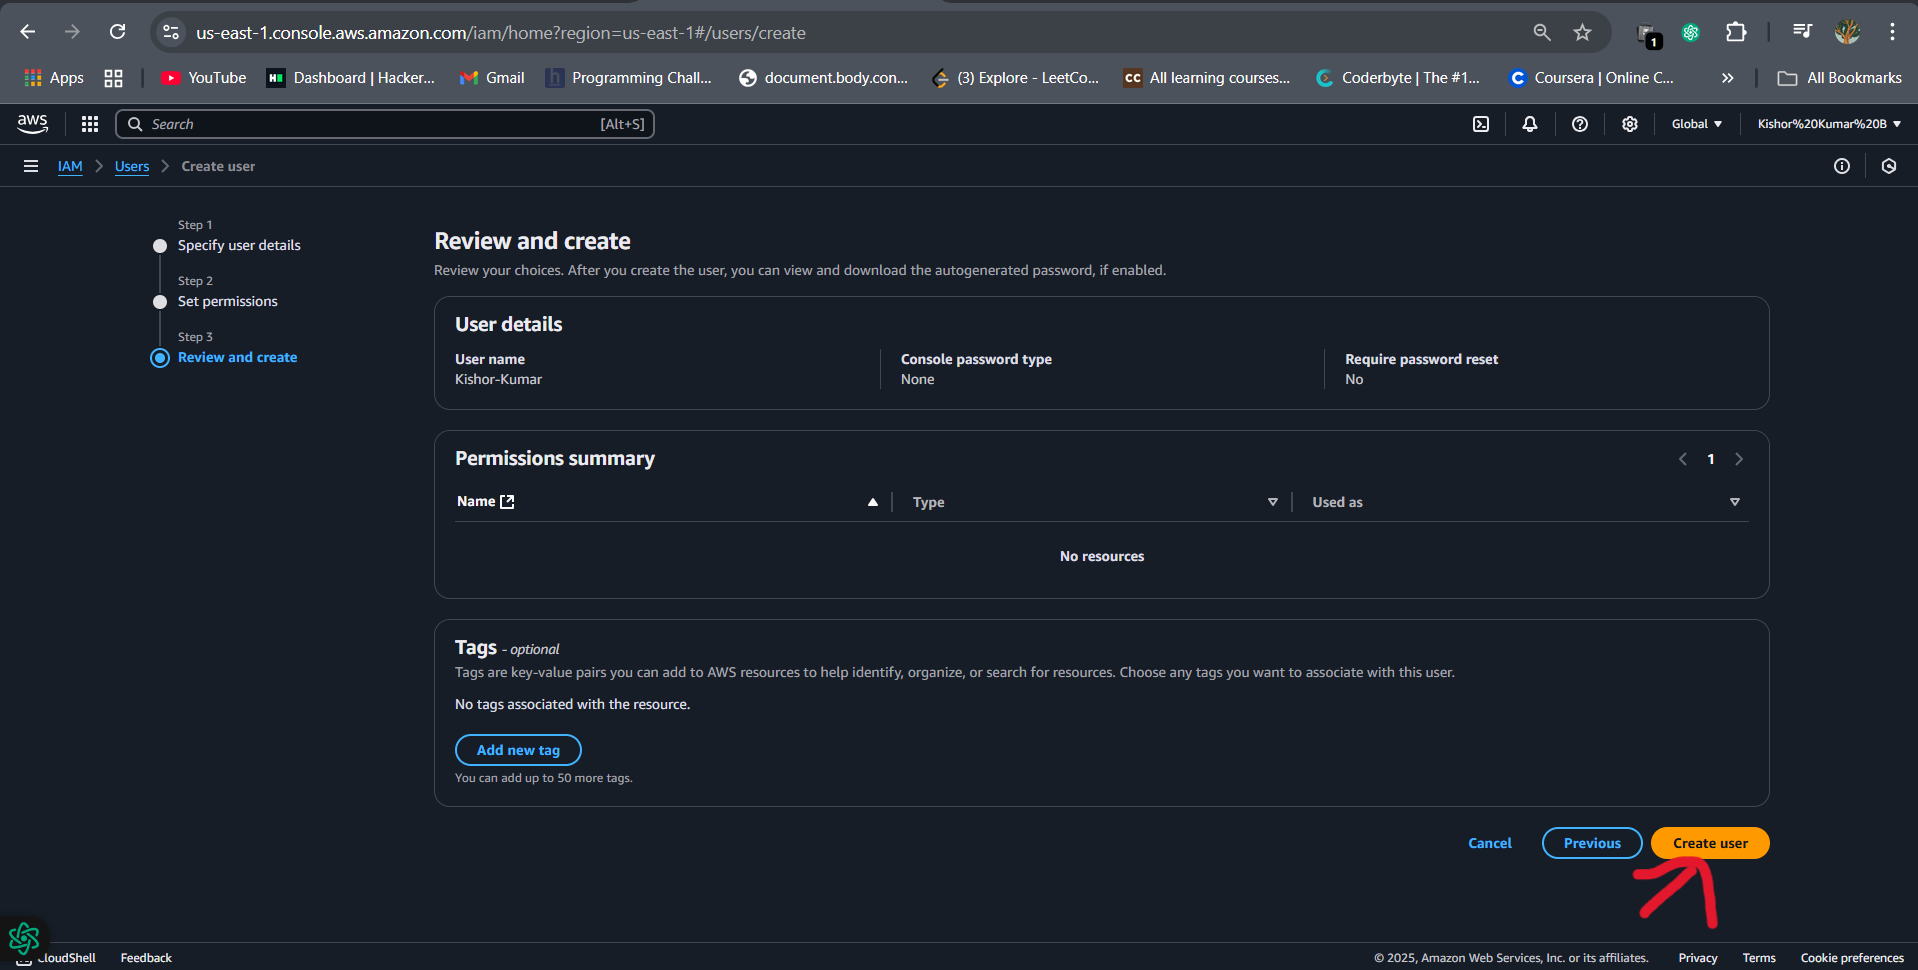 us-east-1.console.aws.amazon.com/iam/home?region=us-east-1#/users/create
1
Apps
YouTube
Dashboard | Hacker...
Gmail
Programming Chall...
document.body.con...
(3) Explore - LeetCo...
All learning courses...
Coderbyte | The #1...
Coursera | Online C...
All Bookmarks
aws
Search
[Alt+S]
Global
Kishor%20Kumar%20B
IAM
Users
Create user
Step 1
Specify user details
Step 2
Set permissions
Step 3
Review and create
Review and create
Review your choices. After you create the user, you can view and download the autogenerated password, if enabled.
User details
User name
Kishor-Kumar
Console password type
None
Require password reset
No
Permissions summary
1
Name
Type
Used as
No resources
Tags - optional
Tags are key-value pairs you can add to AWS resources to help identify, organize, or search for resources. Choose any tags you want to associate with this user.
No tags associated with the resource.
Add new tag
You can add up to 50 more tags.
Cancel
Previous
Create user
CloudShell
Feedback
© 2025, Amazon Web Services, Inc. or its affiliates.
Privacy
Terms
Cookie preferences